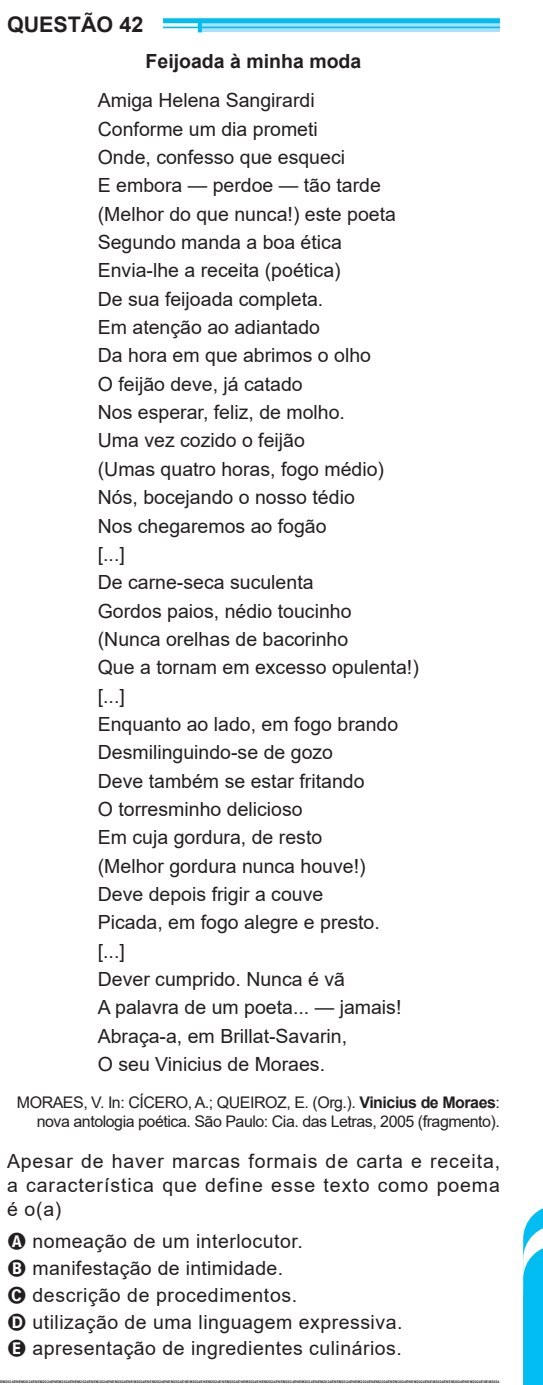 QUESTÃO 42
Feijoada à minha moda
Amiga Helena Sangirardi
Conforme um dia prometi
Onde, confesso que esqueci
E embora — perdoe — tão tarde
(Melhor do que nunca!) este poeta
Segundo manda a boa ética
Envia-lhe a receita (poética)
De sua feijoada completa.
Em atenção ao adiantado
Da hora em que abrimos o olho
O feijão deve, já catado
Nos esperar, feliz, de molho.
Uma vez cozido o feijão
(Umas quatro horas, fogo médio)
Nós, bocejando o nosso tédio
Nos chegaremos ao fogão
[...]
De carne-seca suculenta
Gordos paios, nédio toucinho
(Nunca orelhas de bacorinho
Que a tornam em excesso opulenta!)
[...]
Enquanto ao lado, em fogo brando
Desmilinguindo-se de gozo
Deve também se estar fritando
O torresminho delicioso
Em cuja gordura, de resto
(Melhor gordura nunca houve!)
Deve depois frigir a couve
Picada, em fogo alegre e presto.
[...]
Dever cumprido. Nunca é vã
A palavra de um poeta... — jamais!
Abraça-a, em Brillat-Savarin,
O seu Vinicius de Moraes.
MORAES, V. In: CÍCERO, A.; QUEIROZ, E. (Org.). Vinicius de Moraes:
nova antologia poética. São Paulo: Cia. das Letras, 2005 (fragmento).
Apesar de haver marcas formais de carta e receita,
a característica que define esse texto como poema
é o(a)
A nomeação de um interlocutor.
B manifestação de intimidade.
C descrição de procedimentos.
D utilização de uma linguagem expressiva.
E apresentação de ingredientes culinários.